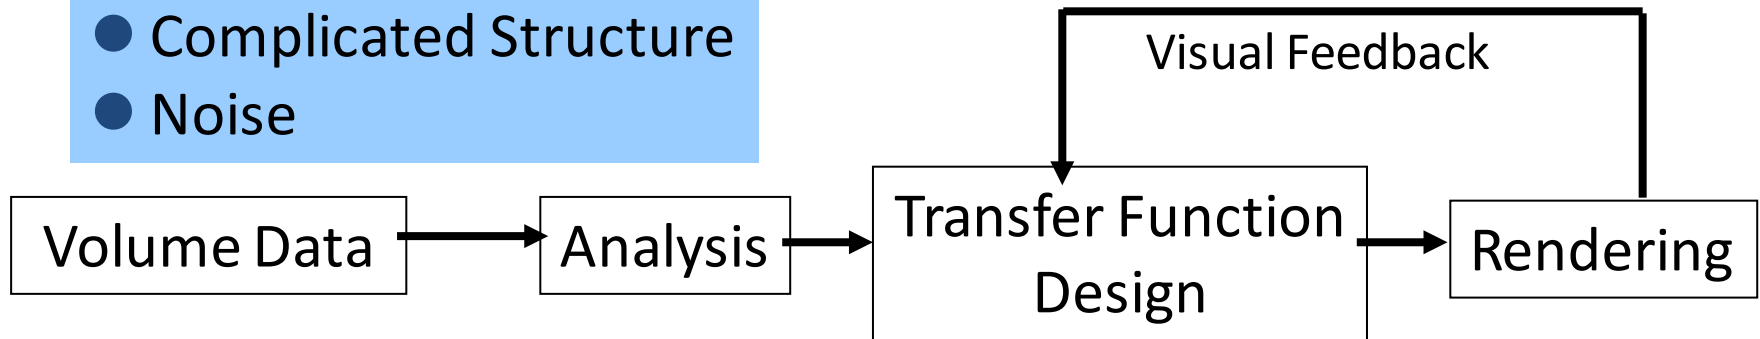 Complicated Structure
Noise
Visual Feedback
Volume Data
Analysis
Transfer Function
Design
Rendering